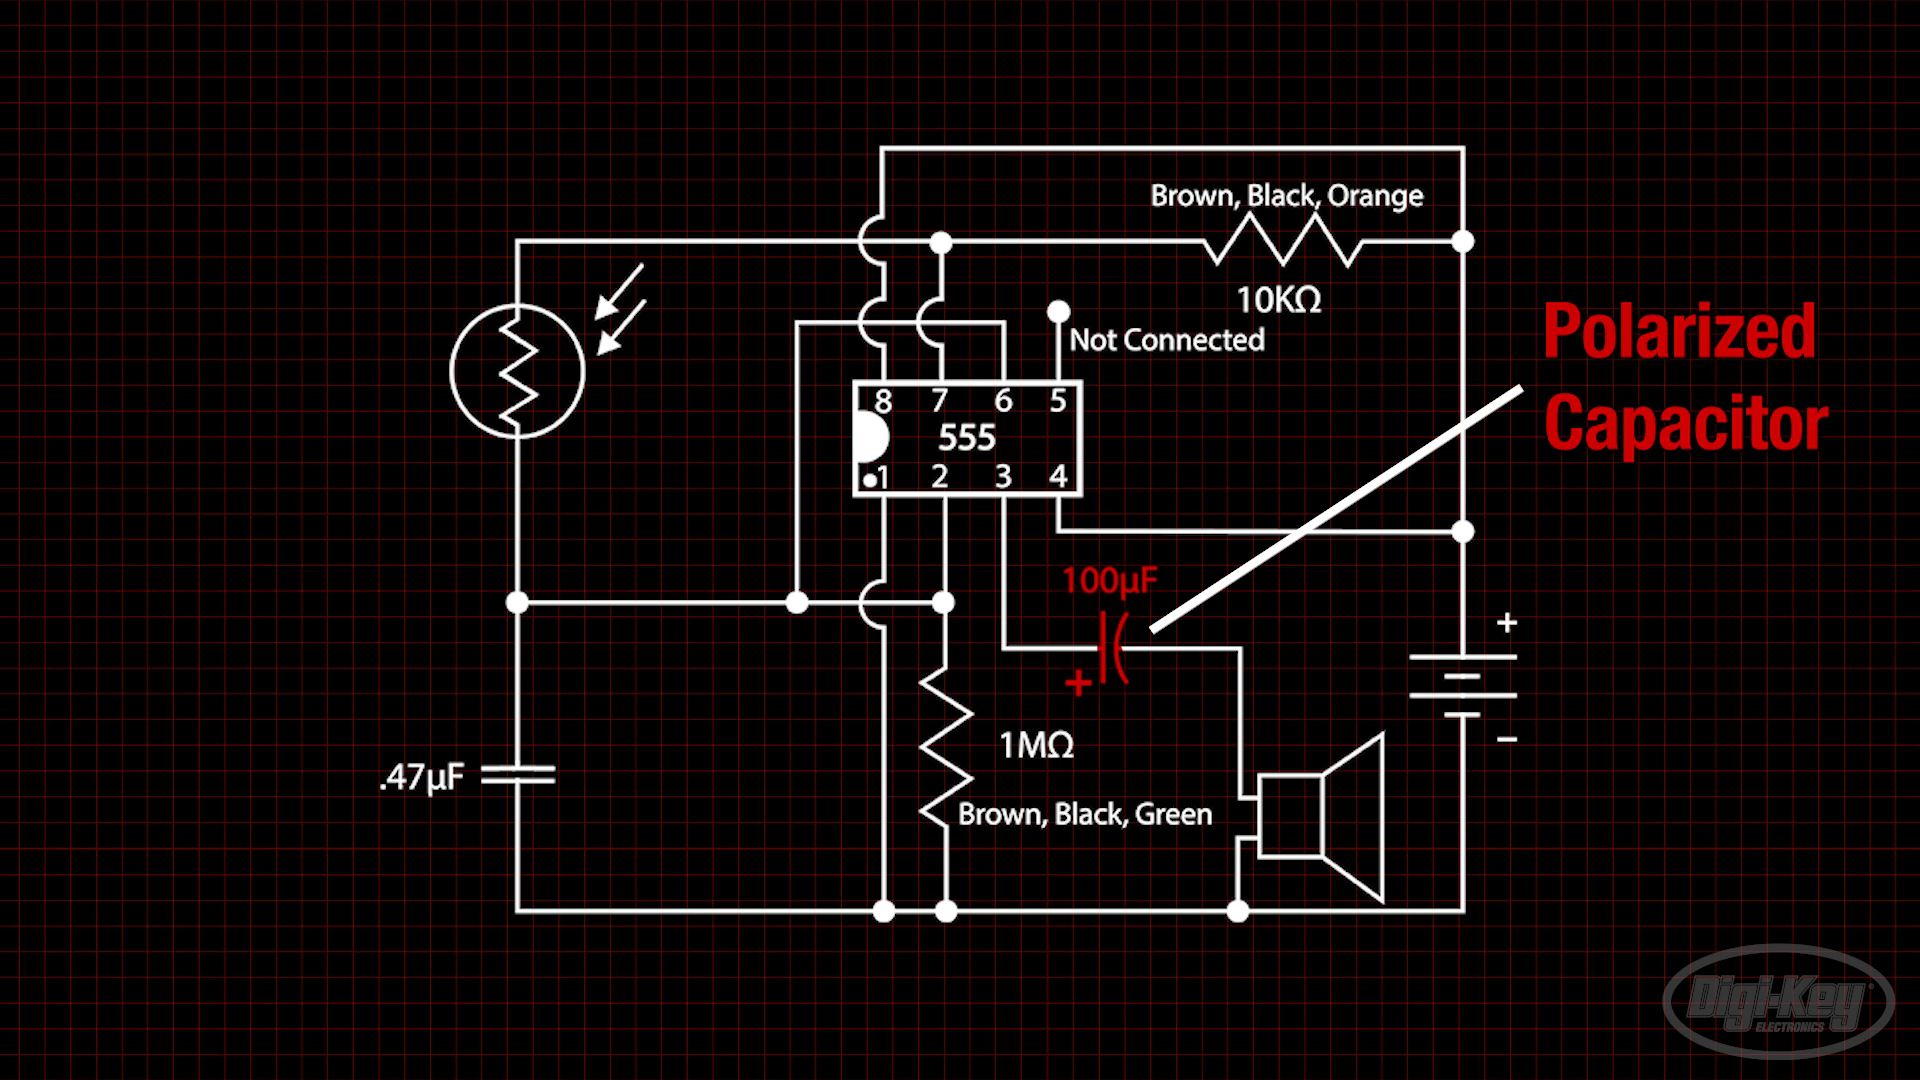 Brown, Black, Orange
10KΩ
Not Connected
Polarized
Capacitor
8 7 6 5
555
1 2 3 4
100µF
+
+
.47µF
1MΩ
Brown, Black, Green
−
Digi-Key
ELECTRONICS